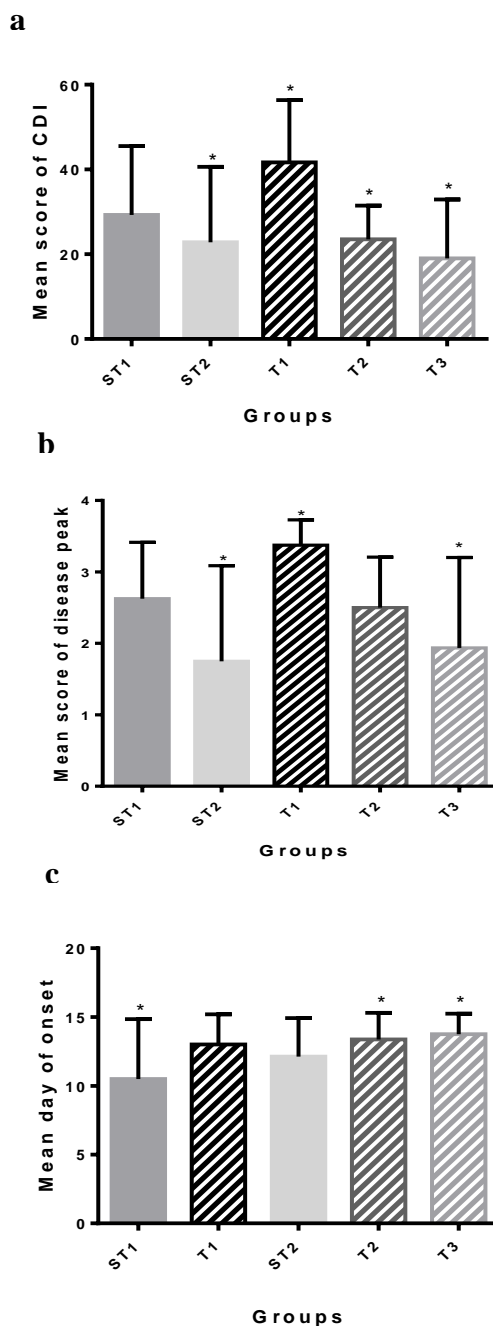 a
Mean score of CDI
60
40
20
0
* * * *
ST1 ST2 T1 T2 T3
Groups
b
Mean score of disease peak
4
3
2
1
0
* * *
ST1 ST2 T1 T2 T3
Groups
c
Mean day of onset
20
15
10
5
0
* * *
ST1 T1 ST2 T2 T3
Groups